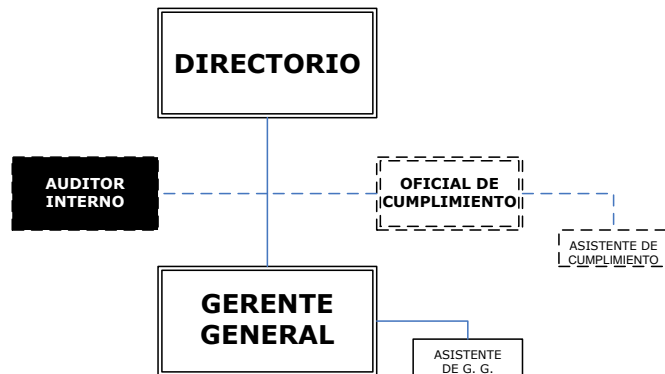 DIRECTORIO
AUDITOR
INTERNO
OFICIAL DE
CUMPLIMIENTO
ASISTENTE DE
CUMPLIMIENTO
GERENTE
GENERAL
ASISTENTE
DE G. G.